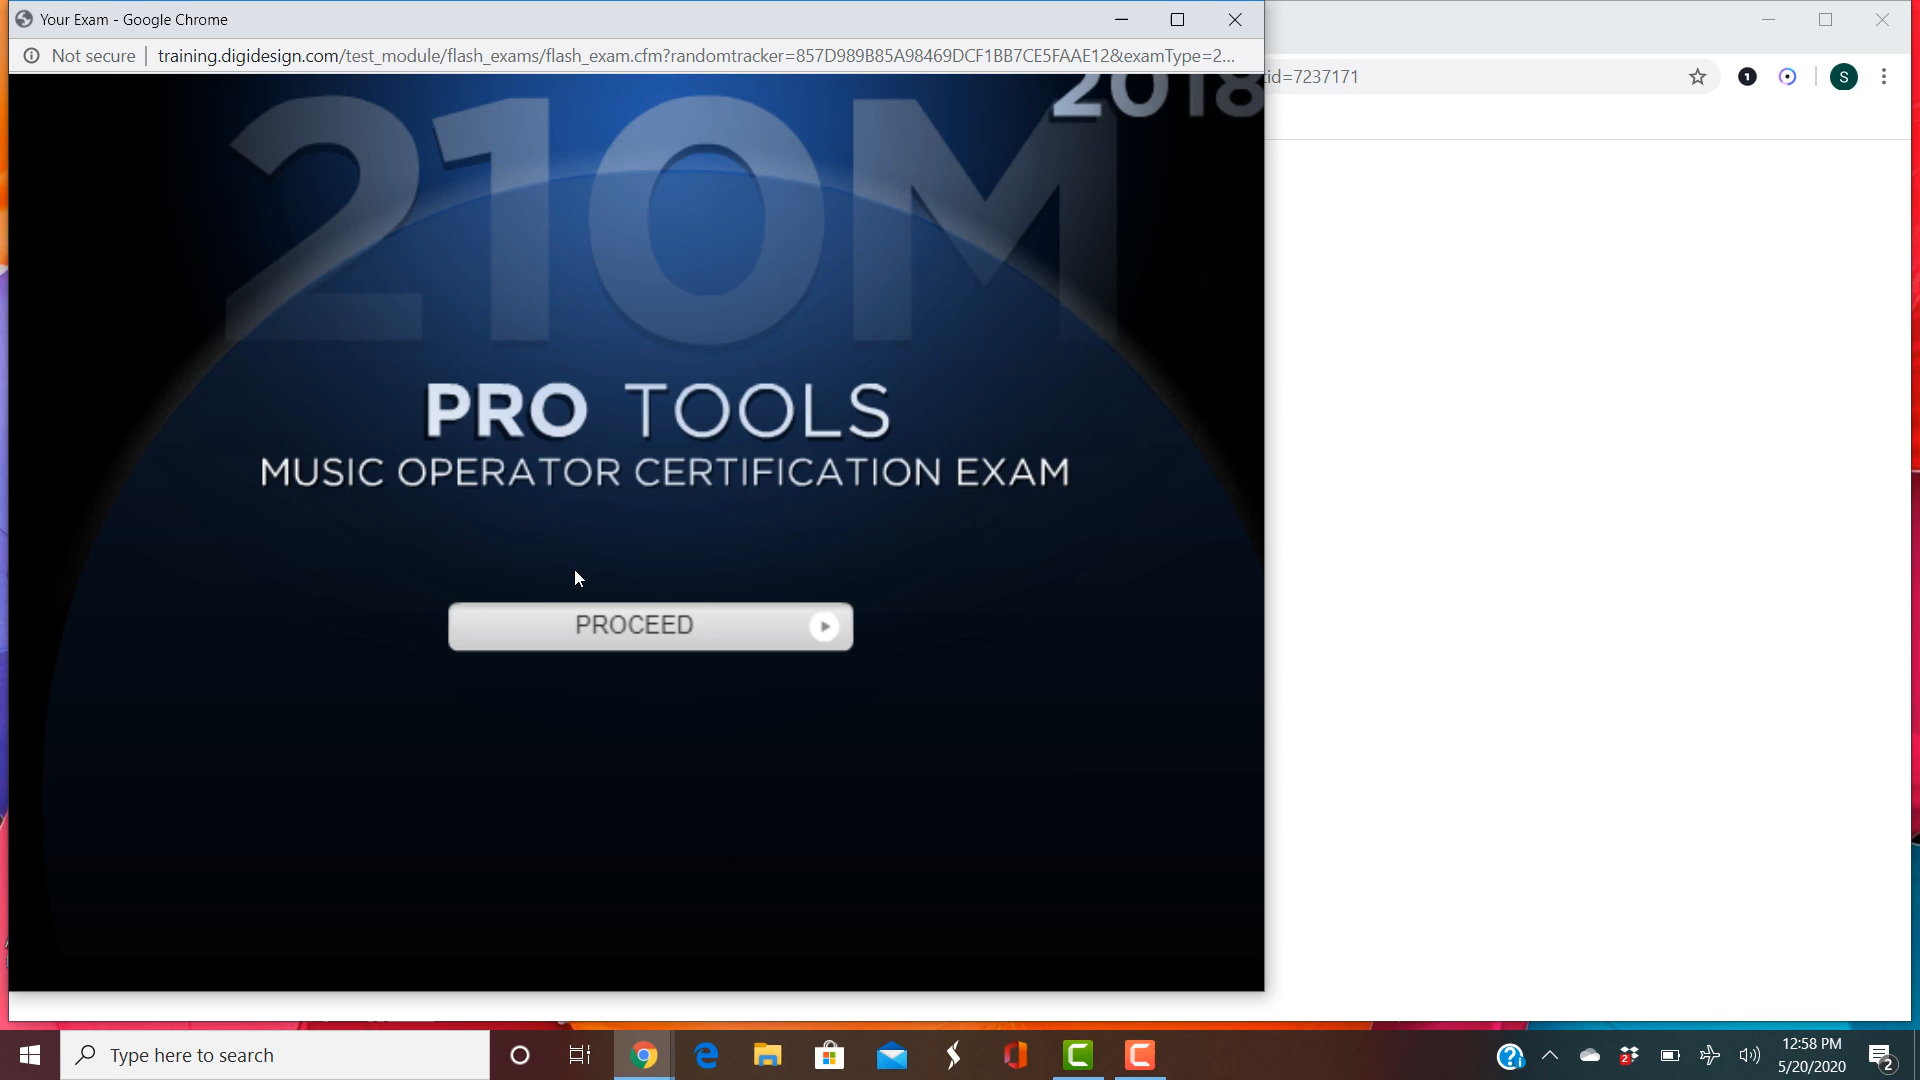 Your Exam - Google Chrome
Not secure | training.digidesign.com/test_module/flash_exams/flash_exam.cfm?randomtracker=857D989B85A98469DCF1BB7CE5FAAE12&examType=2...
id=7237171
S
2018
210M
PRO TOOLS
MUSIC OPERATOR CERTIFICATION EXAM
PROCEED
Type here to search
12:58 PM
5/20/2020
2
2